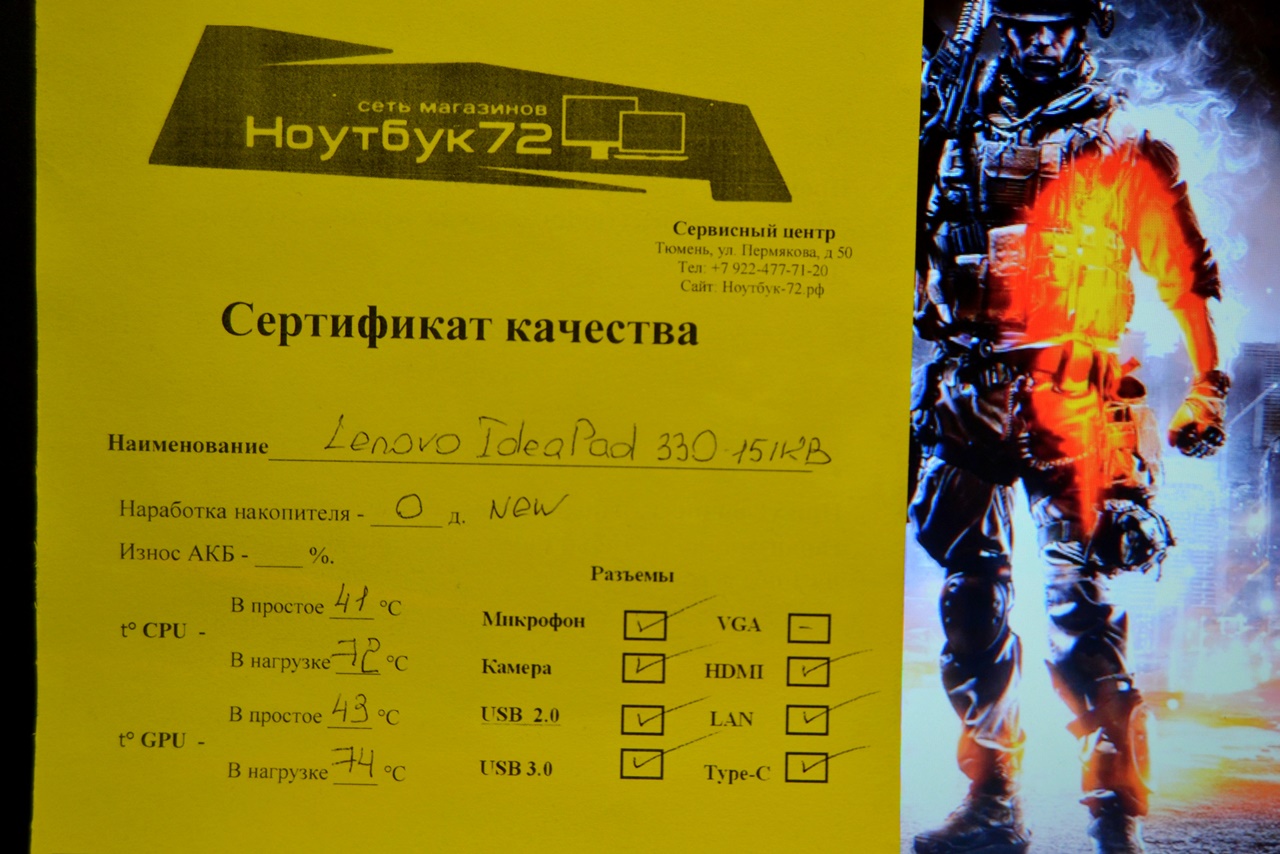 сеть магазинов
Ноутбук72
Сервисный центр
Тюмень, ул. Пермякова, д 50
Тел: +7 922-477-71-20
Сайт: Ноутбук-72.рф
Сертификат качества
Наименование Lenovo IdeaPad 330-15IKB
Наработка накопителя - 0 д. NEW
Износ АКБ - ____ %.
Разъемы
t° CPU -
В простое 41 °C
В нагрузке 72 °C
t° GPU -
В простое 43 °C
В нагрузке 74 °C
Микрофон
Камера
USB 2.0
USB 3.0
VGA –
HDMI
LAN
Type-C